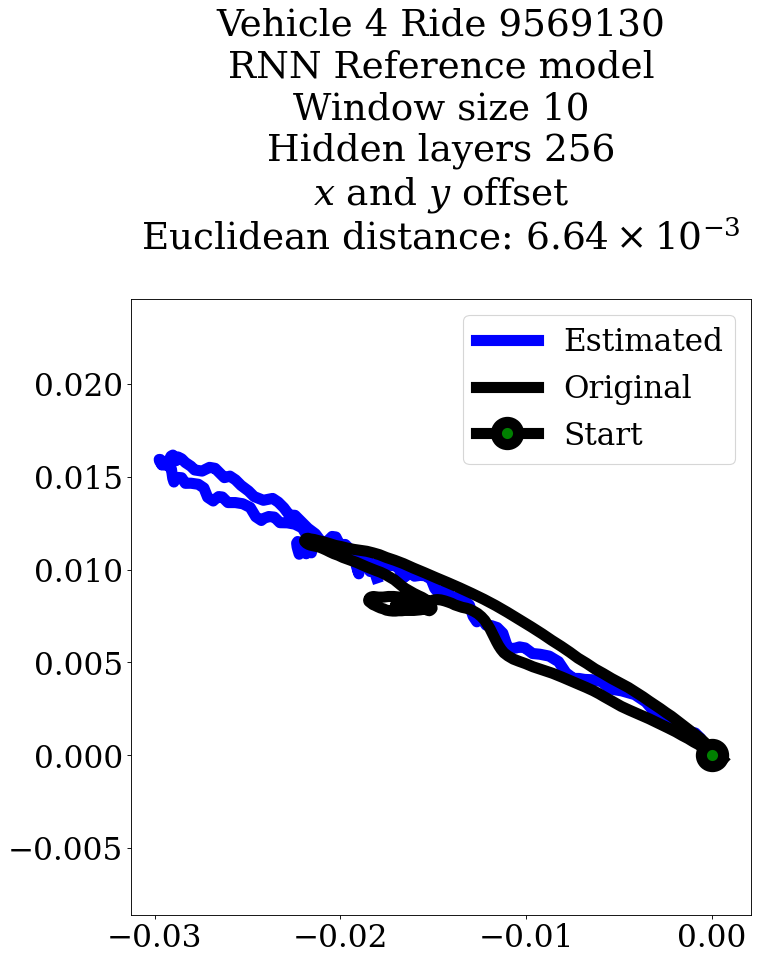 Vehicle 4 Ride 9569130
RNN Reference model
Window size 10
Hidden layers 256
x and y offset
Euclidean distance: 6.64 × 10⁻³
Estimated
Original
Start
0.020
0.015
0.010
0.005
0.000
−0.005
−0.03 −0.02 −0.01 0.00